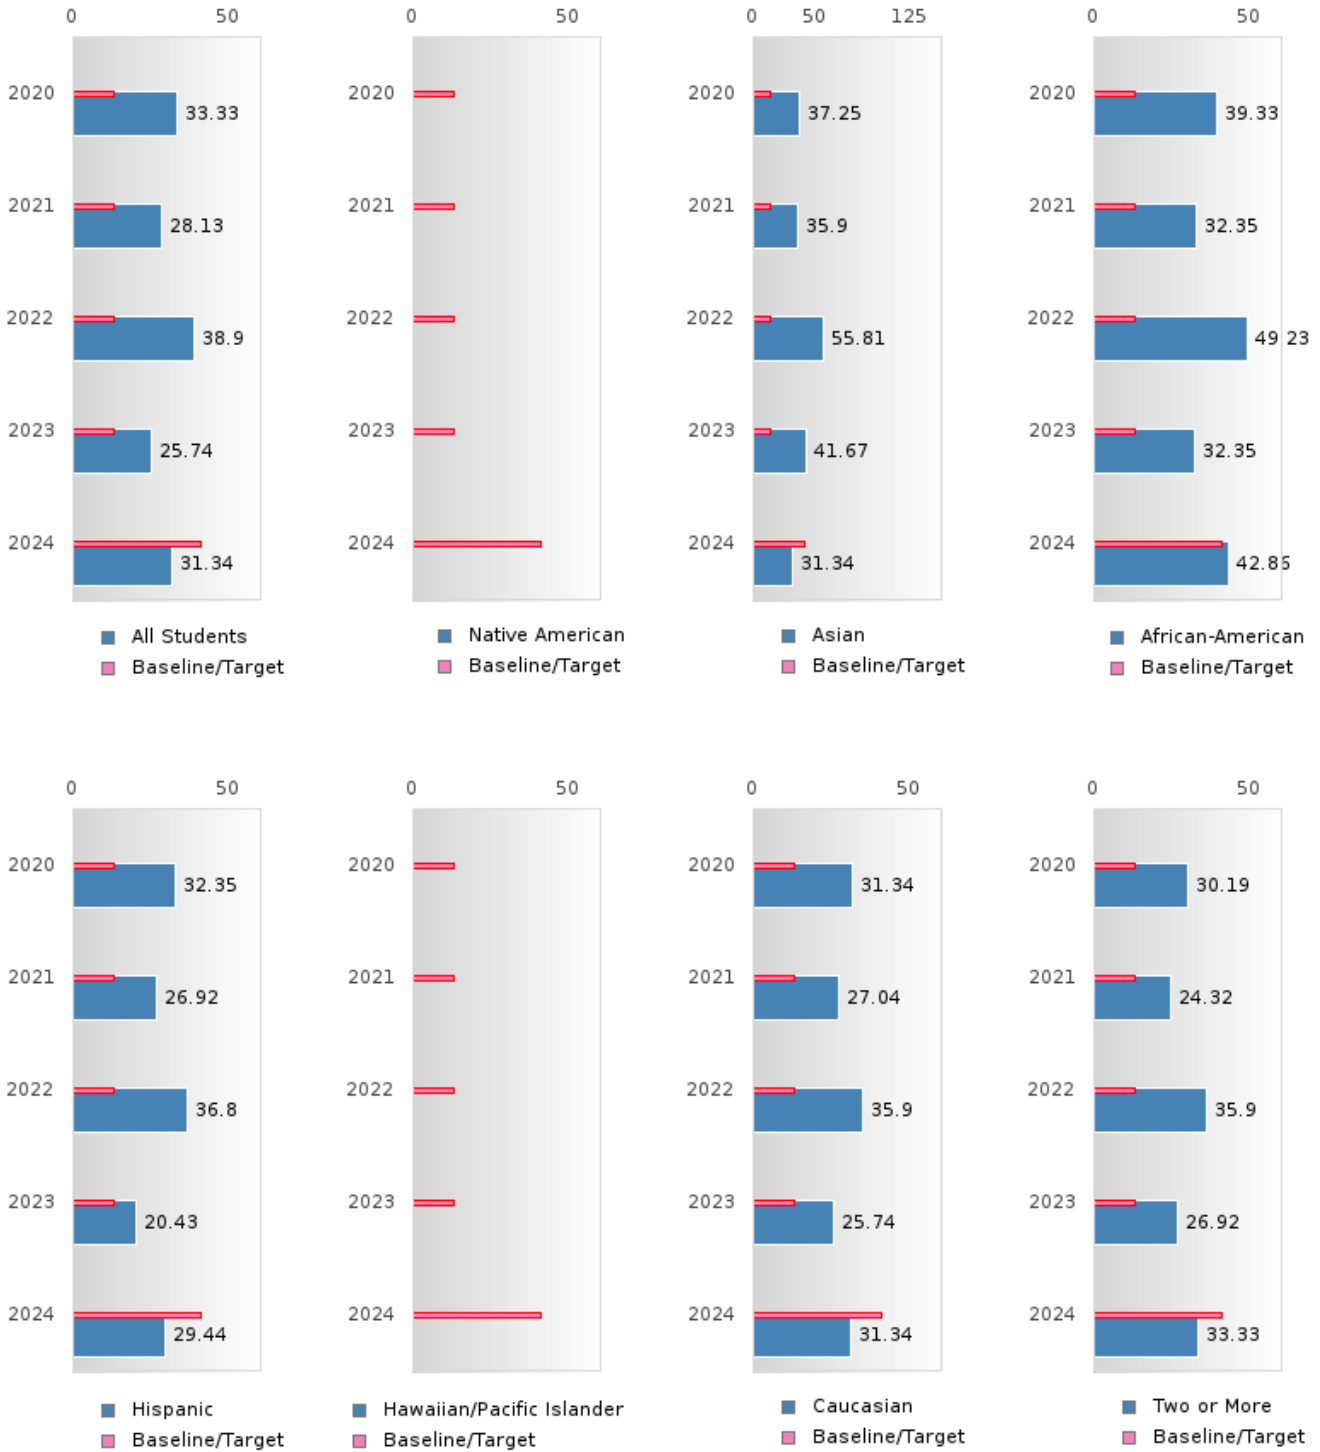 0 50
2020 33.33
2021 28.13
2022 38.9
2023 25.74
2024 31.34
All Students
Baseline/Target
0 50
2020
2021
2022
2023
2024
Native American
Baseline/Target
0 50 125
2020 37.25
2021 35.9
2022 55.81
2023 41.67
2024 31.34
Asian
Baseline/Target
0 50
2020 39.33
2021 32.35
2022 49.23
2023 32.35
2024 42.86
African-American
Baseline/Target
0 50
2020 32.35
2021 26.92
2022 36.8
2023 20.43
2024 29.44
Hispanic
Baseline/Target
0 50
2020
2021
2022
2023
2024
Hawaiian/Pacific Islander
Baseline/Target
0 50
2020 31.34
2021 27.04
2022 35.9
2023 25.74
2024 31.34
Caucasian
Baseline/Target
0 50
2020 30.19
2021 24.32
2022 35.9
2023 26.92
2024 33.33
Two or More
Baseline/Target